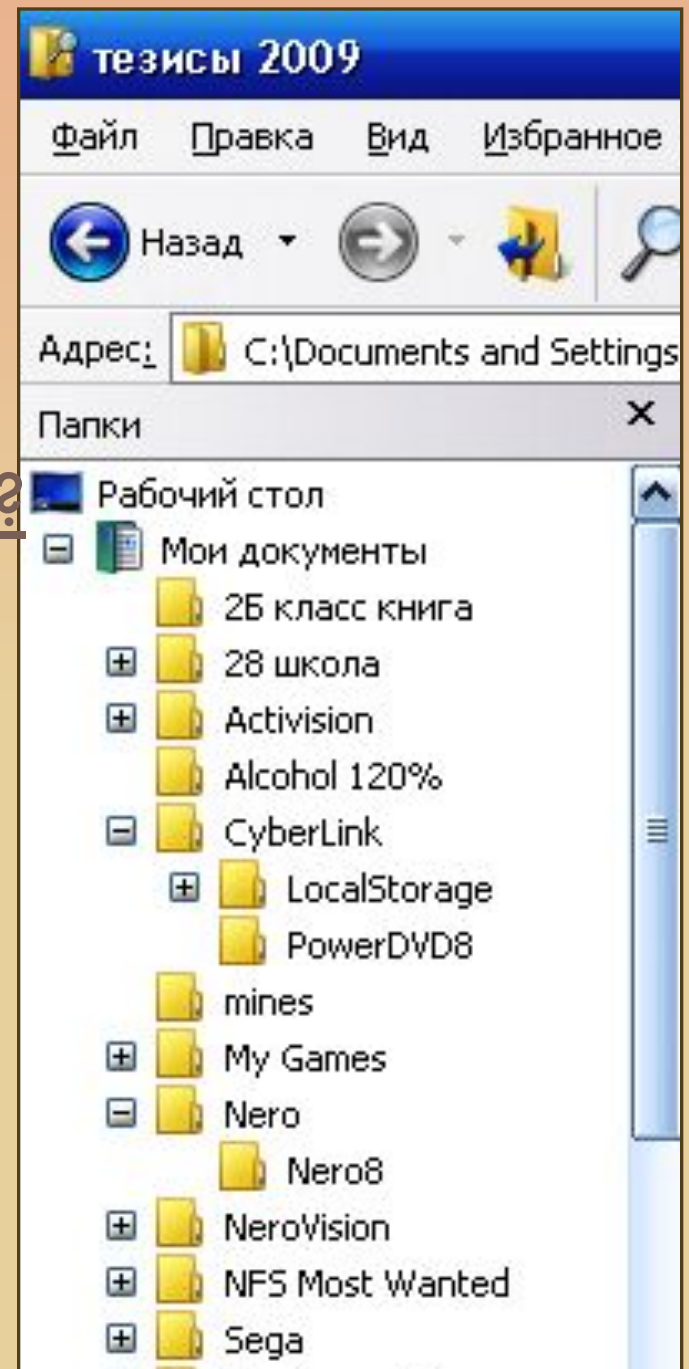 тезисы 2009
Файл Правка Вид Избранное
Назад
Адрес: C:\Documents and Settings
Папки
Рабочий стол
Мои документы
2Б класс книга
28 школа
Activision
Alcohol 120%
CyberLink
LocalStorage
PowerDVD8
mines
My Games
Nero
Nero8
NeroVision
NFS Most Wanted
Sega